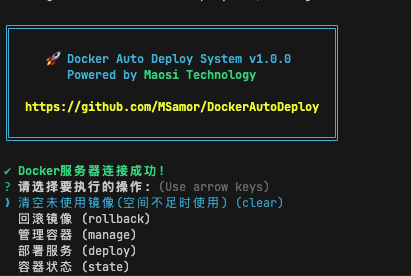 🚀 Docker Auto Deploy System v1.0.0
Powered by Maosi Technology
https://github.com/MSamor/DockerAutoDeploy
✔ Docker服务器连接成功!
? 请选择要执行的操作: (Use arrow keys)
❯ 清空未使用镜像(空间不足时使用) (clear)
回滚镜像 (rollback)
管理容器 (manage)
部署服务 (deploy)
容器状态 (state)